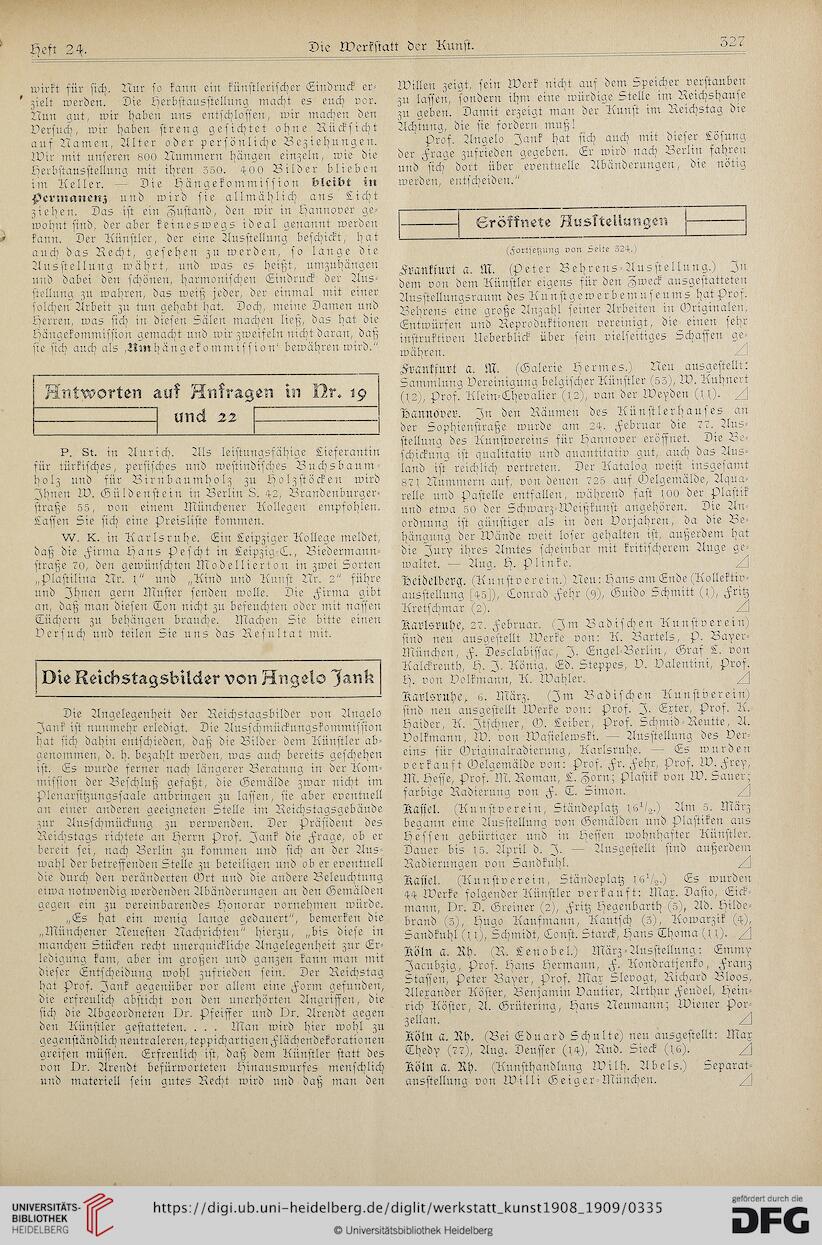 Heft 24.
Die Werkstatt der Kunst.
327
wirkt für sich. Nur so kann ein künstlerischer Eindruck er-
zielt werden. Die Herbstausstellung macht es euch vor.
Nun gut, wir haben uns entschlossen, wir machen den
Versuch, wir haben streng gesichtet ohne Rücksicht
auf Namen, Alter oder persönliche Beziehungen.
Wir mit unseren 800 Nummern hängen einzeln, wie die
Herbstausstellung mit ihren 350. 400 Bilder blieben
im Keller. — Die Hängekommission bleibt in
Permanenz und wird sie allmählich ans Licht
ziehen. Das ist ein Zustand, den wir in Hannover ge-
wohnt sind, der aber keineswegs ideal genannt werden
kann. Der Künstler, der eine Ausstellung beschickt, hat
auch das Recht, gesehen zu werden, so lange die
Ausstellung währt, und was es heißt, umzuhängen
und dabei den schönen, harmonischen Eindruck der Aus-
stellung zu wahren, das weiß jeder, der einmal mit einer
solchen Arbeit zu tun gehabt hat. Doch, meine Damen und
Herren, was sich in diesen Sälen machen ließ, das hat die
Hängekommission gemacht und wir zweifeln nicht daran, daß
sie sich auch als ‚Umhängekommission‘ bewähren wird.“
Antworten auf Anfragen in Nr. 19
und 22
P. St. in Aurich. Als leistungsfähige Lieferantin
für türkisches, persisches und westindisches Buchsbaum-
holz und für Birnbaumholz zu Holzstöcken wird
Ihnen W. Güldenstein in Berlin S. 42, Brandenburger-
straße 55, von einem Münchener Kollegen empfohlen.
Lassen Sie sich eine Preisliste kommen.
W. K. in Karlsruhe. Ein Leipziger Kollege meldet,
daß die Firma Hans Pescht in Leipzig-C., Biedermann-
straße 70, den gewünschten Modellierton in zwei Sorten
„Plastilina Nr. 1“ und „Kind und Kunst Nr. 2“ führe
und Ihnen gern Muster senden wolle. Die Firma gibt
an, daß man diesen Ton nicht zu befeuchten oder mit nassen
Tüchern zu behängen brauche. Machen Sie bitte einen
Versuch und teilen Sie uns das Resultat mit.
Die Reichstagsbilder von Angelo Jank
Die Angelegenheit der Reichstagsbilder von Angelo
Jank ist nunmehr erledigt. Die Ausschmückungskommission
hat sich dahin entschieden, daß die Bilder dem Künstler ab-
genommen, d. h. bezahlt werden, was auch bereits geschehen
ist. Es wurde ferner nach längerer Beratung in der Kom-
mission der Beschluß gefaßt, die Gemälde zwar nicht im
Plenarsitzungssaale anbringen zu lassen, sie aber eventuell
an einer anderen geeigneten Stelle im Reichstagsgebäude
zur Ausschmückung zu verwenden. Der Präsident des
Reichstags richtete an Herrn Prof. Jank die Frage, ob er
bereit sei, nach Berlin zu kommen und sich an der Aus-
wahl der betreffenden Stelle zu beteiligen und ob er eventuell
die durch den veränderten Ort und die andere Beleuchtung
etwa notwendig werdenden Abänderungen an den Gemälden
gegen ein zu vereinbarendes Honorar vornehmen würde.
„Es hat ein wenig lange gedauert“, bemerken die
„Münchener Neuesten Nachrichten“ hierzu, „bis diese in
manchen Stücken recht unerquickliche Angelegenheit zur Er-
ledigung kam, aber im großen und ganzen kann man mit
dieser Entscheidung wohl zufrieden sein. Der Reichstag
hat Prof. Jank gegenüber vor allem eine Form gefunden,
die erfreulich absticht von den unerhörten Angriffen, die
sich die Abgeordneten Dr. Pfeiffer und Dr. Arendt gegen
den Künstler gestatteten. . . . Man wird hier wohl zu
gegenständlich neutraleren, teppichartigen Flächendekorationen
greifen müssen. Erfreulich ist, daß dem Künstler statt des
von Dr. Arendt befürworteten Hinauswurfes menschlich
und materiell sein gutes Recht wird und daß man den
Willen zeigt, sein Werk nicht auf dem Speicher verstauben
zu lassen, sondern ihm eine würdige Stelle im Reichshause
zu geben. Damit erzeigt man der Kunst im Reichstag die
Achtung, die sie fordern muß!
Prof. Angelo Jank hat sich auch mit dieser Lösung
der Frage zufrieden gegeben. Er wird nach Berlin fahren
und sich dort über eventuelle Abänderungen, die nötig
werden, entscheiden.“
Eröffnete Ausstellungen
(Fortsetzung von Seite 324.)
Frankfurt a. M. (Peter Behrens-Ausstellung.) In
dem von dem Künstler eigens für den Zweck ausgestatteten
Ausstellungsraum des Kunstgewerbemuseums hat Prof.
Behrens eine große Anzahl seiner Arbeiten in Originalen,
Entwürfen und Reproduktionen vereinigt, die einen sehr
instruktiven Ueberblick über sein vielseitiges Schaffen ge-
währen.
Frankfurt a. M. (Galerie Hermes.) Neu ausgestellt:
Sammlung Vereinigung belgischer Künstler (53), W. Kuhnert
(12), Prof. Klein-Chevalier (12), van der Weyden (11).
Hannover. In den Räumen des Künstlerhauses an
der Sophienstraße wurde am 24. Februar die 77. Aus-
stellung des Kunstvereins für Hannover eröffnet. Die Be-
schickung ist qualitativ und quantitativ gut, auch das Aus-
land ist reichlich vertreten. Der Katalog weist insgesamt
871 Nummern auf, von denen 725 auf Oelgemälde, Aqua-
relle und Pastelle entfallen, während fast 100 der Plastik
und etwa 50 der Schwarz-Weißkunst angehören. Die An-
ordnung ist günstiger als in den Vorjahren, da die Be-
hängung der Wände weit loser gehalten ist, außerdem hat
die Jury ihres Amtes scheinbar mit kritischerem Auge ge-
waltet. — Aug. H. Plinke.
Heidelberg. (Kunstverein.) Neu: Hans am Ende (Kollektiv-
ausstellung [45]), Conrad Fehr (9), Guido Schmitt (1), Fritz
Kretschmar (2).
Karlsruhe, 27. Februar. (Im Badischen Kunstverein)
sind neu ausgestellt Werke von: K. Bartels, P. Bayer-
München, F. Desclabissac, J. Engel-Berlin, Graf L. von
Kalckreuth, H. J. König, Ed. Steppes, V. Valentini, Prof.
H. von Volkmann, K. Wahler.
Karlsruhe, 6. März. (Im Badischen Kunstverein)
sind neu ausgestellt Werke von: Prof. J. Exter, Prof. K.
Haider, K. Itschner, O. Leiber, Prof. Schmid-Reutte, A.
Volkmann, W. von Wasielewski. — Ausstellung des Ver-
eins für Originalradierung, Karlsruhe. — Es wurden
verkauft Oelgemälde von: Prof. Fr. Fehr, Prof. W. Frey,
M. Hesse, Prof. M. Roman, L. Zorn; Plastik von W. Sauer;
farbige Radierung von F. T. Simon.
Kassel. (Kunstverein, Ständeplatz 16½.) Am 5. März
begann eine Ausstellung von Gemälden und Plastiken aus
Hessen gebürtiger und in Hessen wohnhafter Künstler.
Dauer bis 15. April d. J. — Ausgestellt sind außerdem
Radierungen von Sandkuhl.
Kassel. (Kunstverein, Ständeplatz 16½.) Es wurden
44 Werke folgender Künstler verkauft: Max. Dasio, Eick-
mann, Dr. D. Greiner (2), Fritz Hegenbarth (5), Ad. Hilde-
brand (3), Hugo Kaufmann, Kautsch (3), Kowarzik (4),
Sandkuhl (11), Schmidt, Const. Starck, Hans Thoma (11).
Köln a. Rh. (R. Lenobel.) März-Ausstellung: Emmy
Jacubzig, Prof. Hans Hermann, F. Kondratjenko, Franz
Stassen, Peter Bayer, Prof. Max Slevogt, Richard Bloos,
Alexander Köster, Benjamin Vautier, Arthur Fendel, Hein-
rich Köster, A. Grütering, Hans Neumann; Wiener Por-
zellan.
Köln a. Rh. (Bei Eduard Schulte) neu ausgestellt: Max
Theby (77), Aug. Deusser (14), Rud. Sieck (16).
Köln a. Rh. (Kunsthandlung Wilh. Abels.) Separat-
ausstellung von Willi Geiger-München.
UNIVERSITÄTS-
BIBLIOTHEK
HEIDELBERG
https://digi.ub.uni-heidelberg.de/diglit/werkstatt_kunst1908_1909/0335
© Universitätsbibliothek Heidelberg
gefördert durch die
DFG